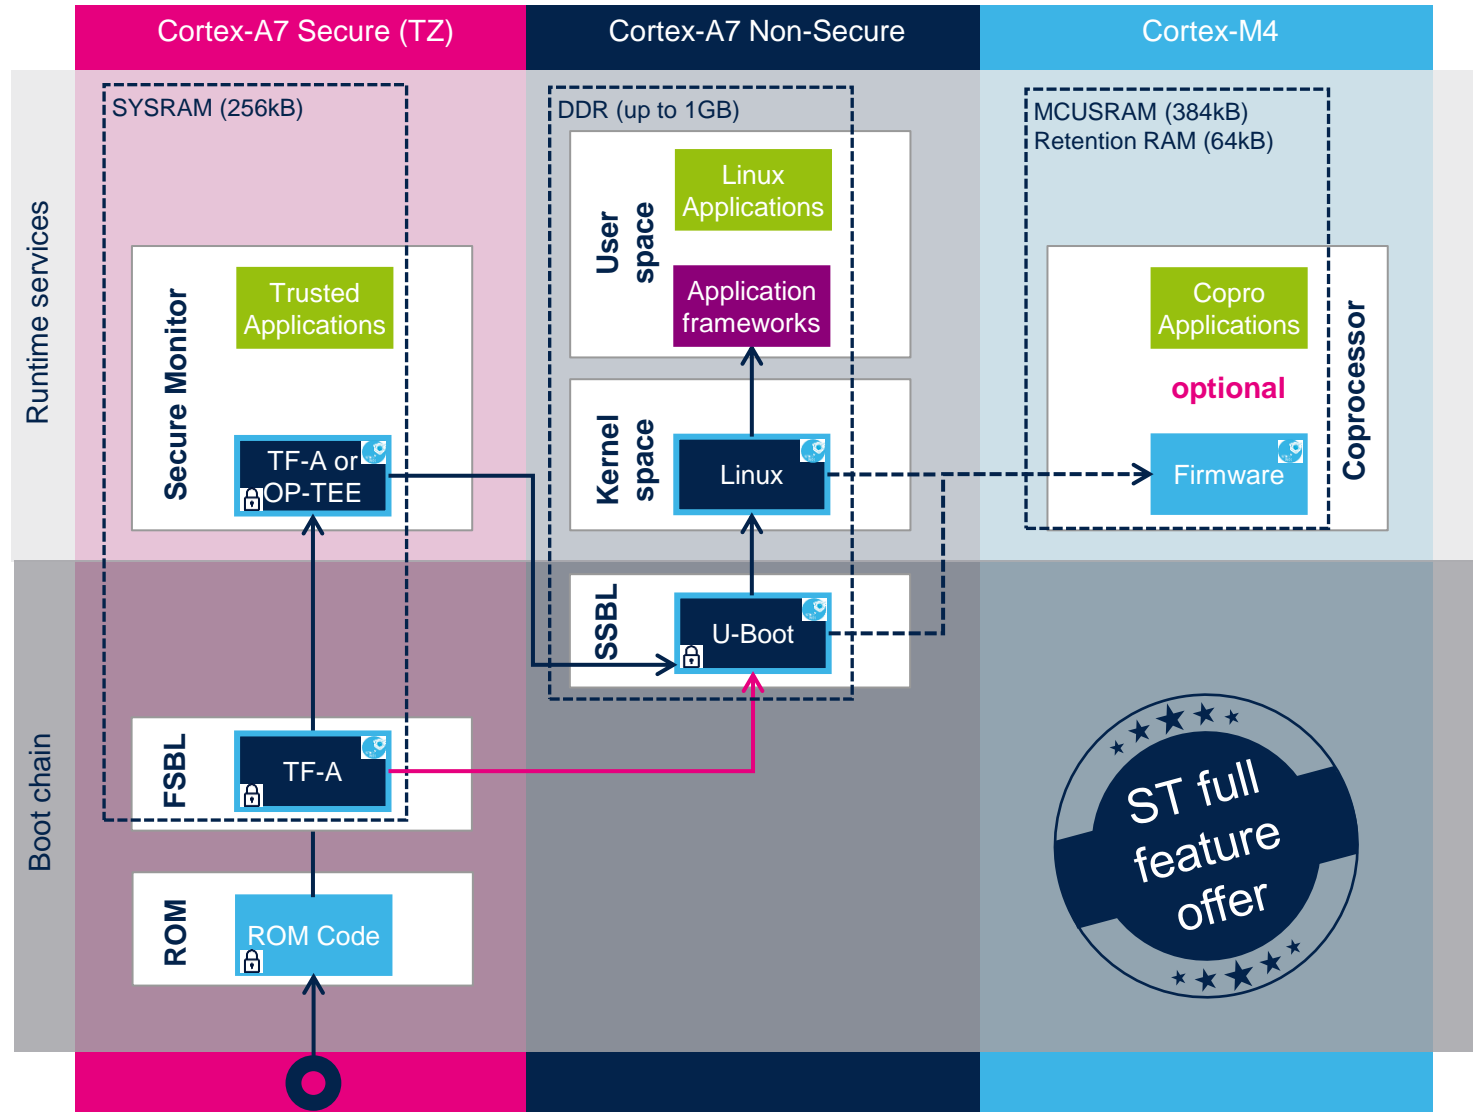 Cortex-A7 Secure (TZ)
Cortex-A7 Non-Secure
Cortex-M4
Runtime services
SYSRAM (256kB)
Secure Monitor
Trusted
Applications
TF-A or
OP-TEE
DDR (up to 1GB)
User
space
Linux
Applications
Application
frameworks
Kernel
space
Linux
MCUSRAM (384kB)
Retention RAM (64kB)
Copro
Applications
optional
Firmware
Coprocessor
Boot chain
SSBL
U-Boot
FSBL
TF-A
ROM
ROM Code
ST full
feature
offer